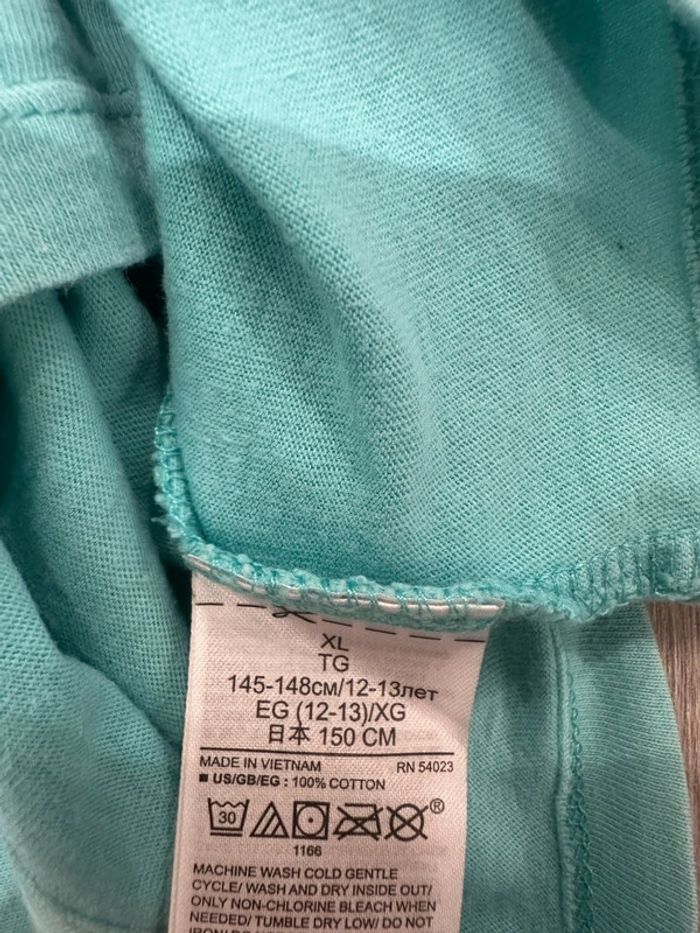 XL
TG
145-148см/12-13лет
EG (12-13)/XG
日本 150 CM
MADE IN VIETNAM RN 54023
■ US/GB/EG : 100% COTTON
30 ®
1166
MACHINE WASH COLD GENTLE
CYCLE/ WASH AND DRY INSIDE OUT/
ONLY NON-CHLORINE BLEACH WHEN
NEEDED/ TUMBLE DRY LOW/ DO NOT